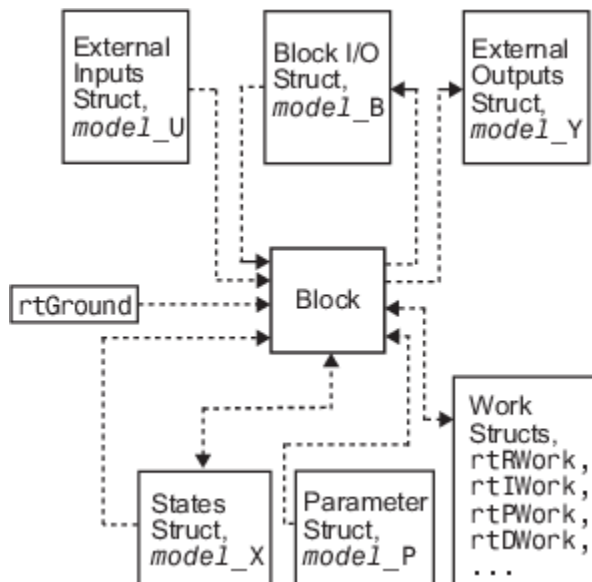 External
Inputs
Struct,
model_U
Block I/O
Struct,
model_B
External
Outputs
Struct,
model_Y
Block
rtGround
States
Struct,
model_X
Parameter
Struct,
model_P
Work
Structs,
rtRWork,
rtIWork,
rtPWork,
rtDWork,
...